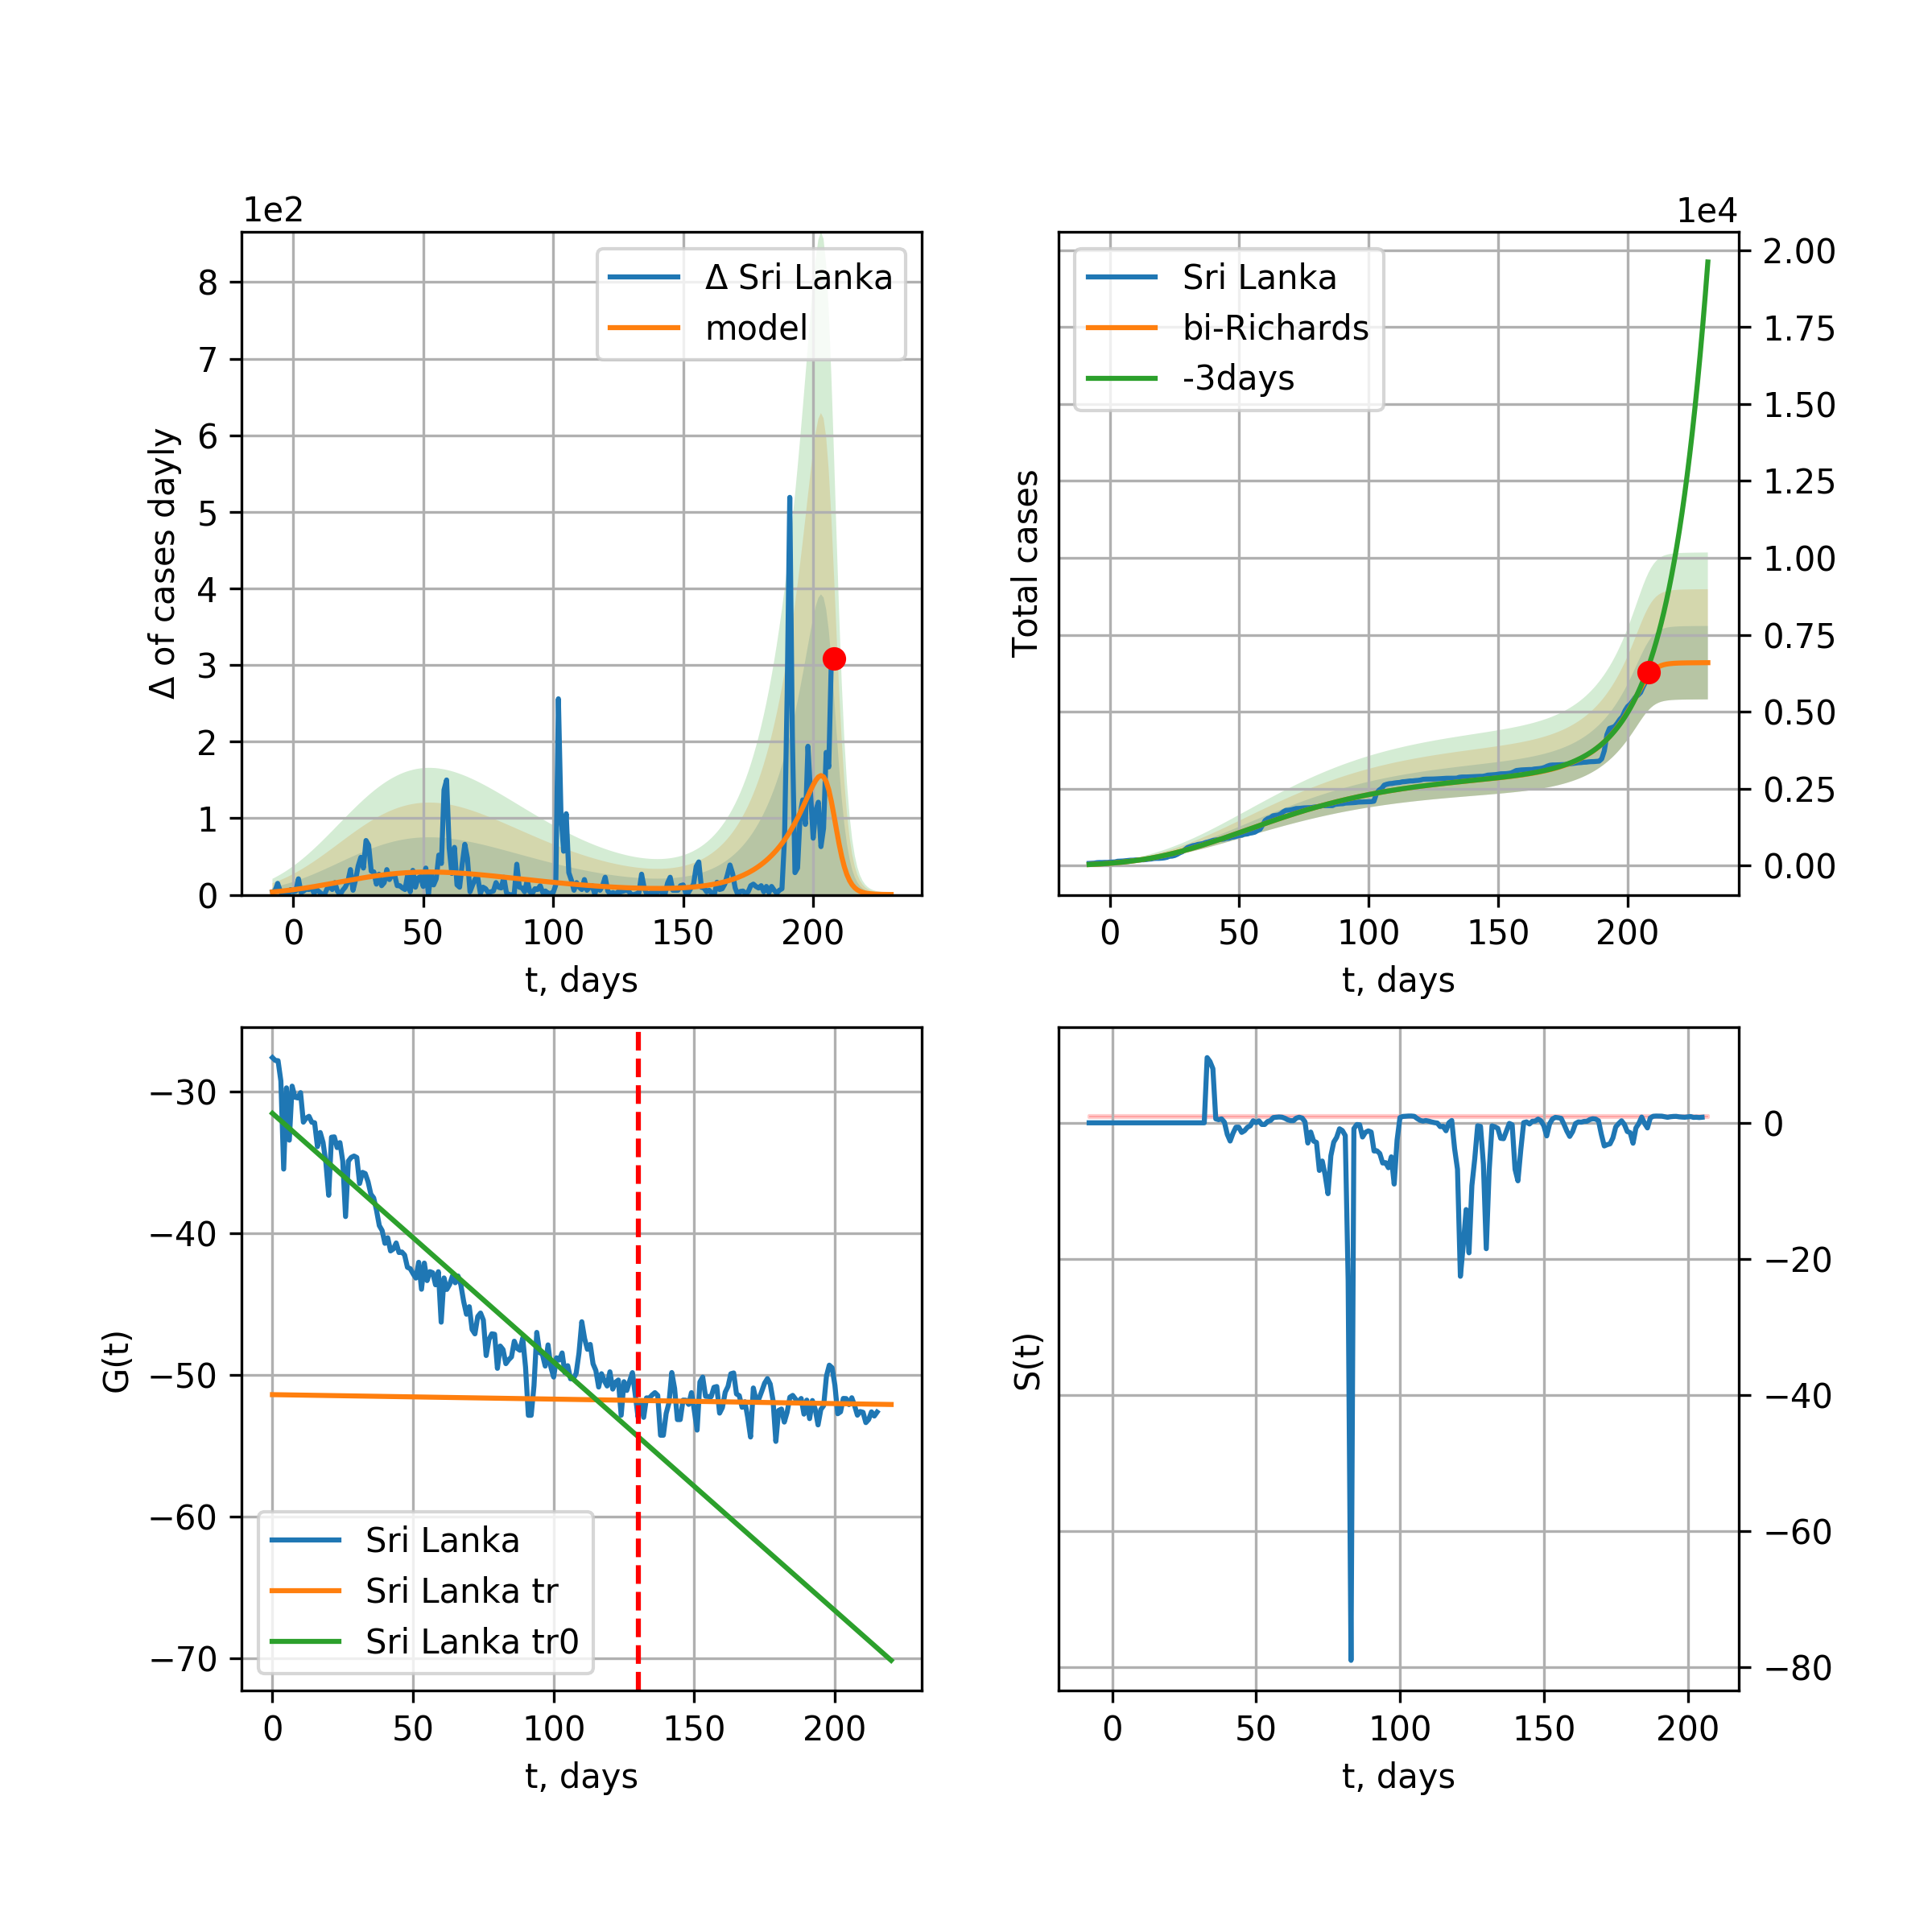 1e2
8
7
6
5
4
3
2
1
0
Δ of cases dayly
Δ Sri Lanka
model
0 50 100 150 200
t, days
1e4
2.00
1.75
1.50
1.25
1.00
0.75
0.50
0.25
0.00
Total cases
Sri Lanka
bi-Richards
-3days
0 50 100 150 200
t, days
−30
−40
−50
−60
−70
G(t)
Sri Lanka
Sri Lanka tr
Sri Lanka tr0
0 50 100 150 200
t, days
0
−20
−40
−60
−80
S(t)
0 50 100 150 200
t, days